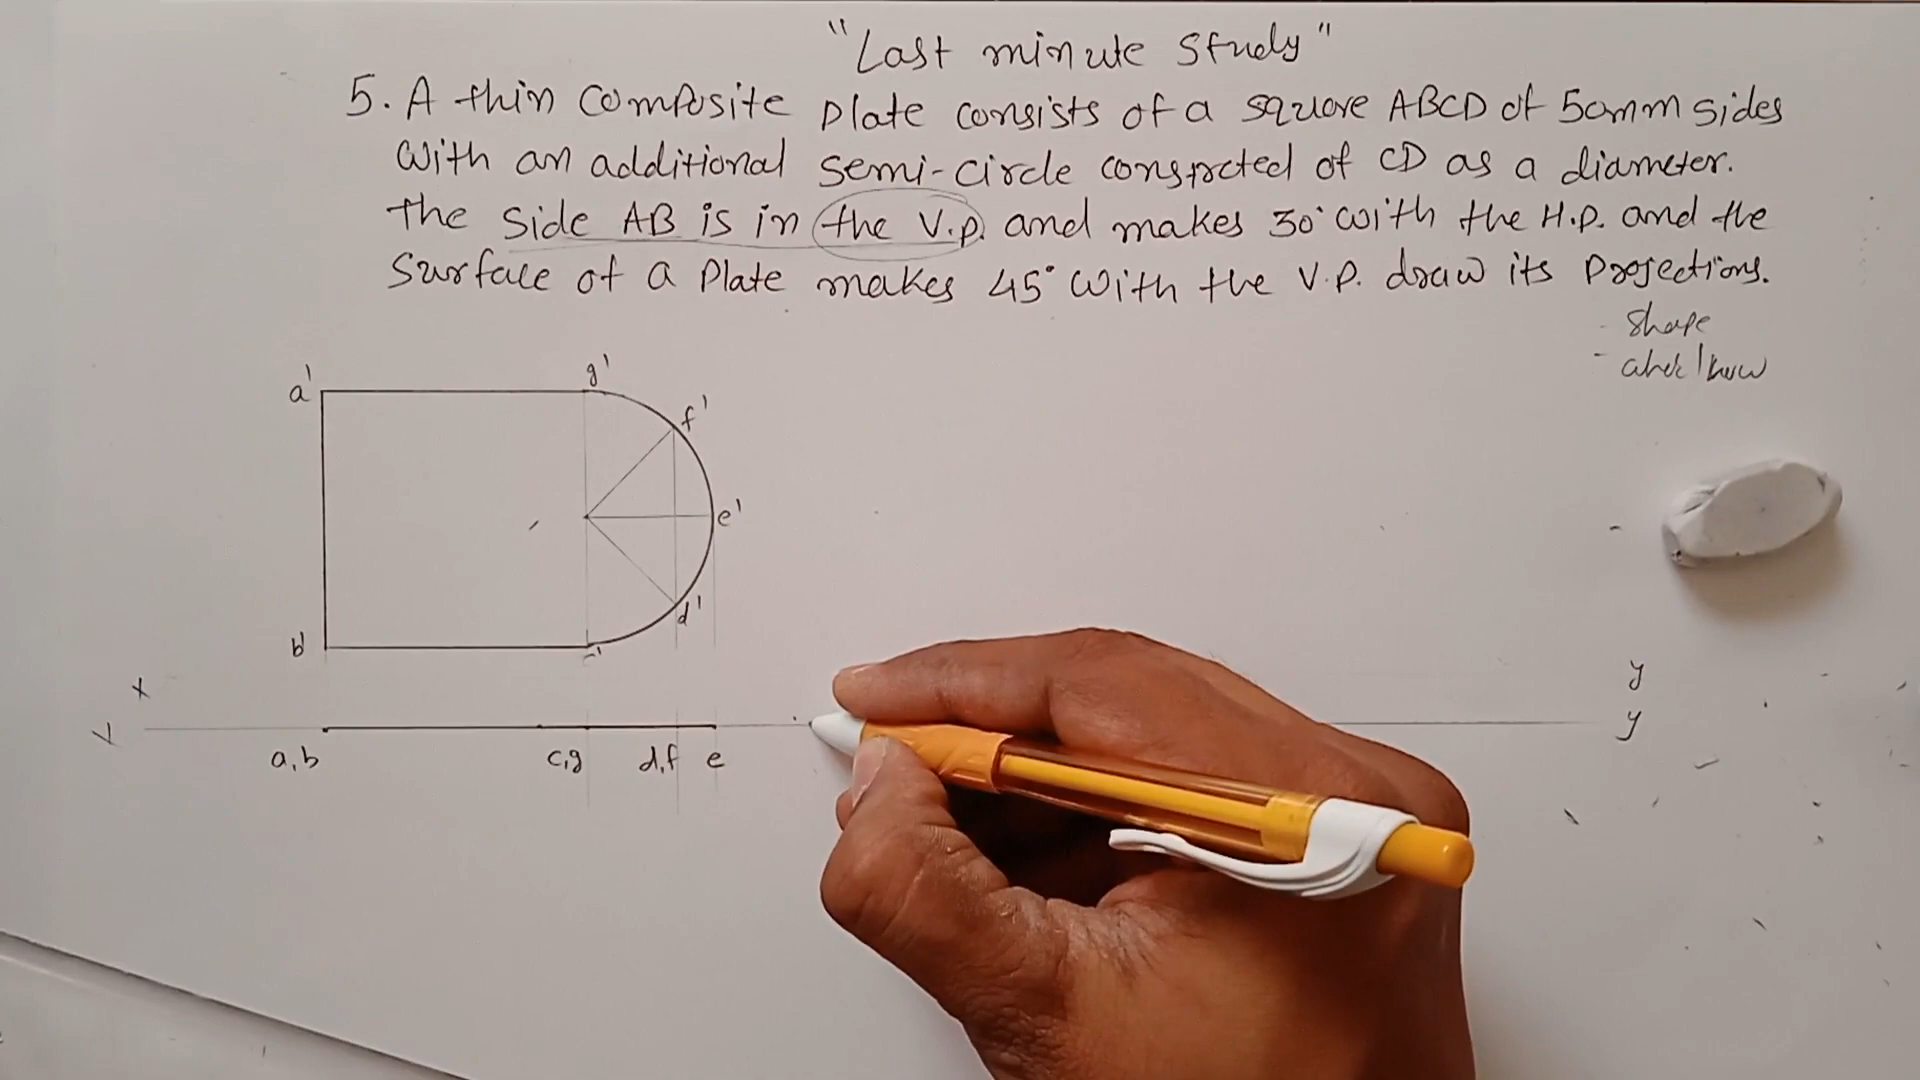 "Last minute Study"
5. A thin composite plate consists of a square ABCD of 50mm sides
with an additional semi-circle of CD as a diameter.
the side AB is in the V.p. and makes 30° with the H.p. and the
Surface of a plate makes 45° with the V.P. draw its projections.
- shape
-
a' g'
f'
e'
d'
b' c'
x y
y
a,b c,g d,f e